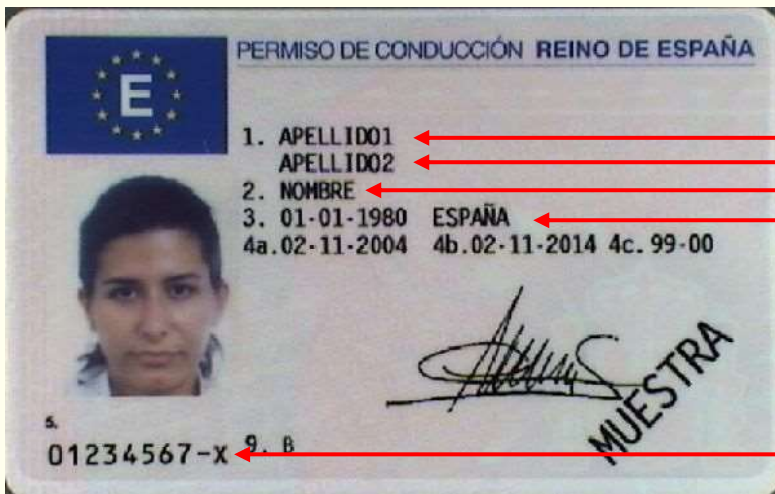 E
PERMISO DE CONDUCCIÓN REINO DE ESPAÑA
1. APELLIDO1
APELLIDO2
2. NOMBRE
3. 01-01-1980 ESPAÑA
4a.02-11-2004 4b.02-11-2014 4c.99-00
MUESTRA
5.
01234567-X 9. B